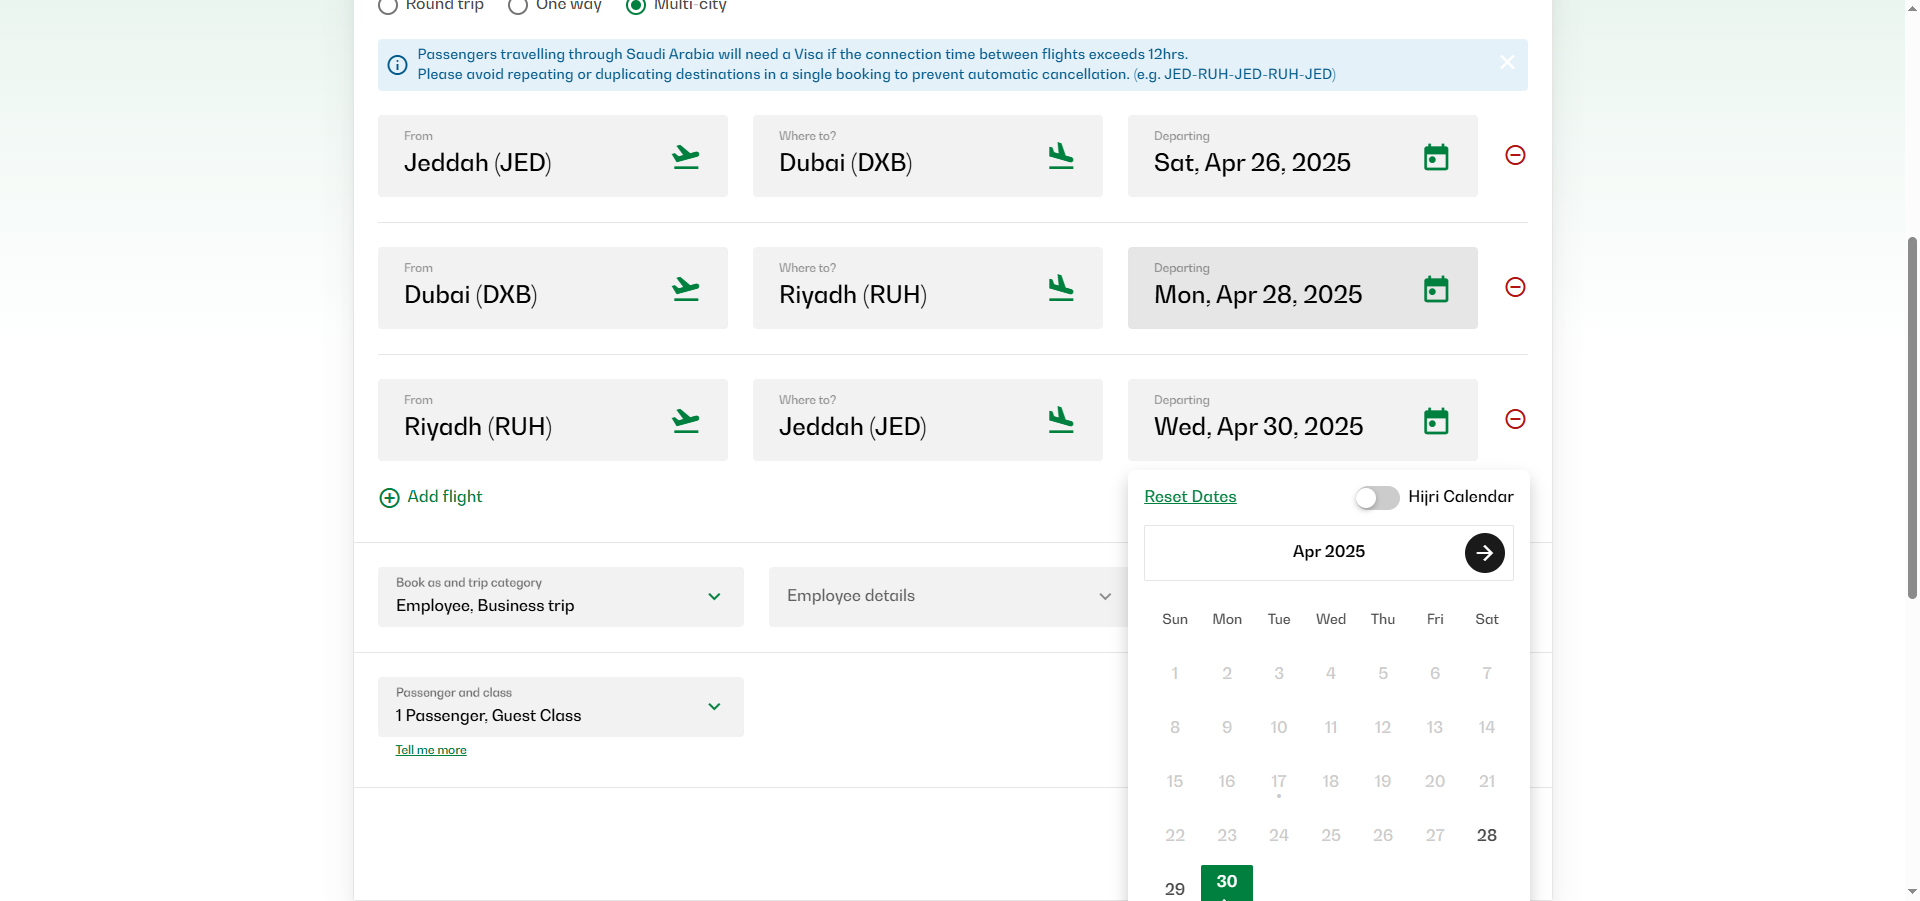 Round trip One way Multi-city
Passengers travelling through Saudi Arabia will need a Visa if the connection time between flights exceeds 12hrs.
Please avoid repeating or duplicating destinations in a single booking to prevent automatic cancellation. (e.g. JED-RUH-JED-RUH-JED)
From
Jeddah (JED)
Where to?
Dubai (DXB)
Departing
Sat, Apr 26, 2025
From
Dubai (DXB)
Where to?
Riyadh (RUH)
Departing
Mon, Apr 28, 2025
From
Riyadh (RUH)
Where to?
Jeddah (JED)
Departing
Wed, Apr 30, 2025
Add flight
Book as and trip category
Employee, Business trip
Employee details
Passenger and class
1 Passenger, Guest Class
Tell me more
Reset Dates Hijri Calendar
Apr 2025
Sun Mon Tue Wed Thu Fri Sat
1 2 3 4 5 6 7
8 9 10 11 12 13 14
15 16 17 18 19 20 21
22 23 24 25 26 27 28
29 30